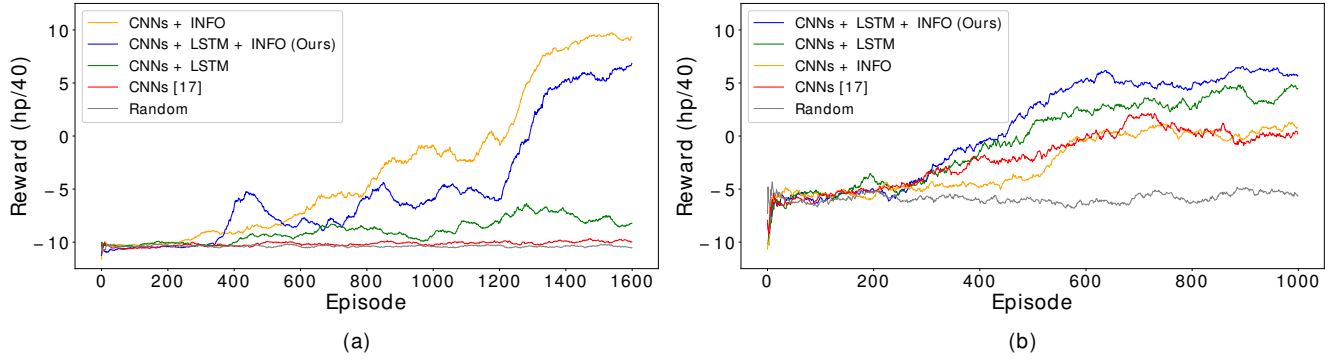 CNNs + INFO
CNNs + LSTM + INFO (Ours)
CNNs + LSTM
CNNs [17]
Random
Reward (hp/40)
10
5
0
−5
−10
0 200 400 600 800 1000 1200 1400 1600
Episode
(a)
CNNs + LSTM + INFO (Ours)
CNNs + LSTM
CNNs + INFO
CNNs [17]
Random
Reward (hp/40)
10
5
0
−5
−10
0 200 400 600 800 1000
Episode
(b)